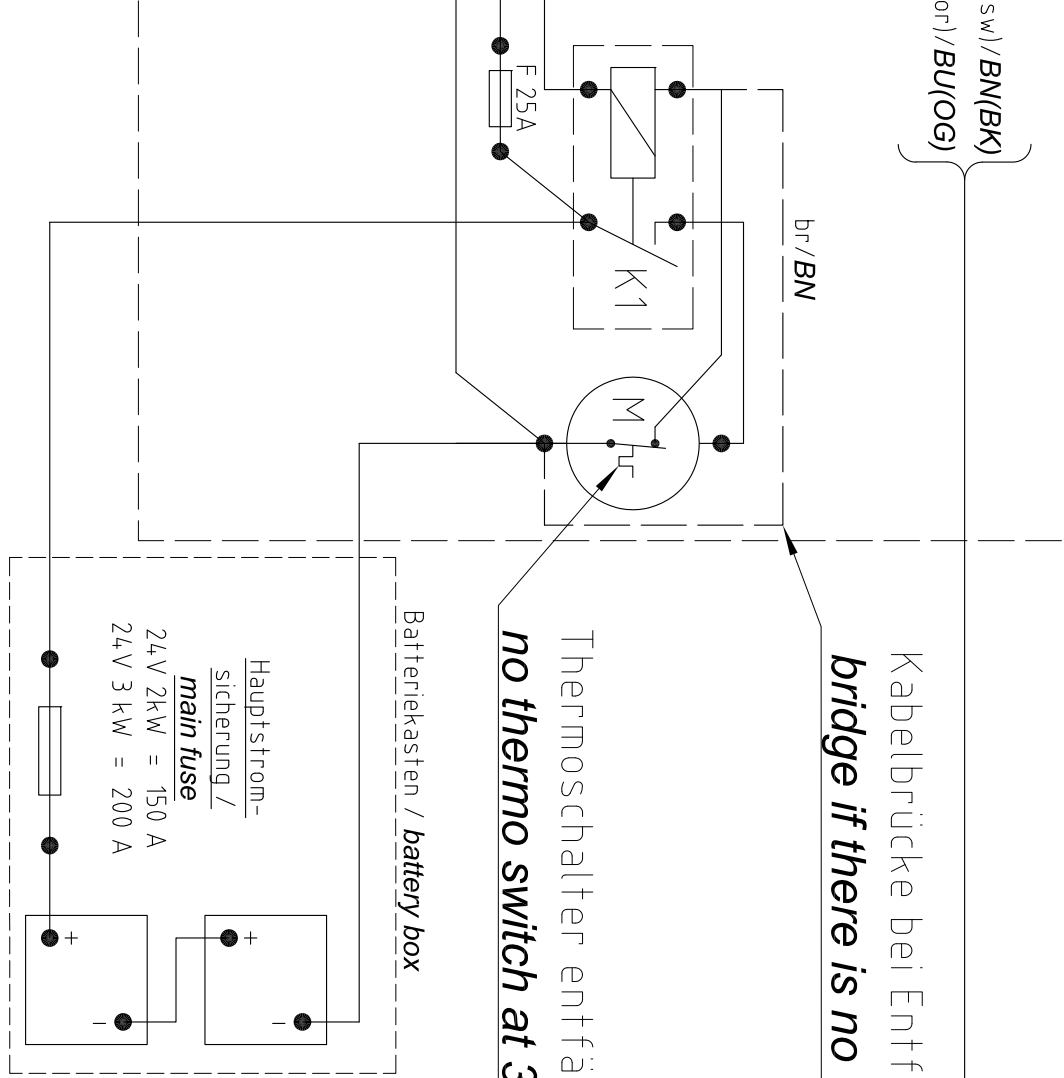 sw)/BN(BK)
or)/BU(OG)
br/BN
F 25A
K1
M
Kabelbrücke bei Entf
bridge if there is no
Thermoschalter entfä
no thermo switch at 3
Batteriekasten / battery box
Hauptstrom-
sicherung /
main fuse
24V 2kW = 150 A
24V 3 kW = 200 A
+
-
+
-